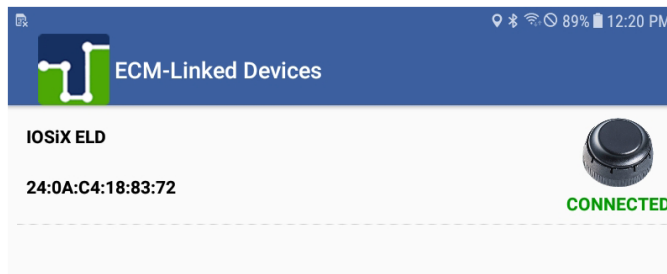 89% 12:20 PM
ECM-Linked Devices
IOSiX ELD
24:0A:C4:18:83:72
CONNECTED